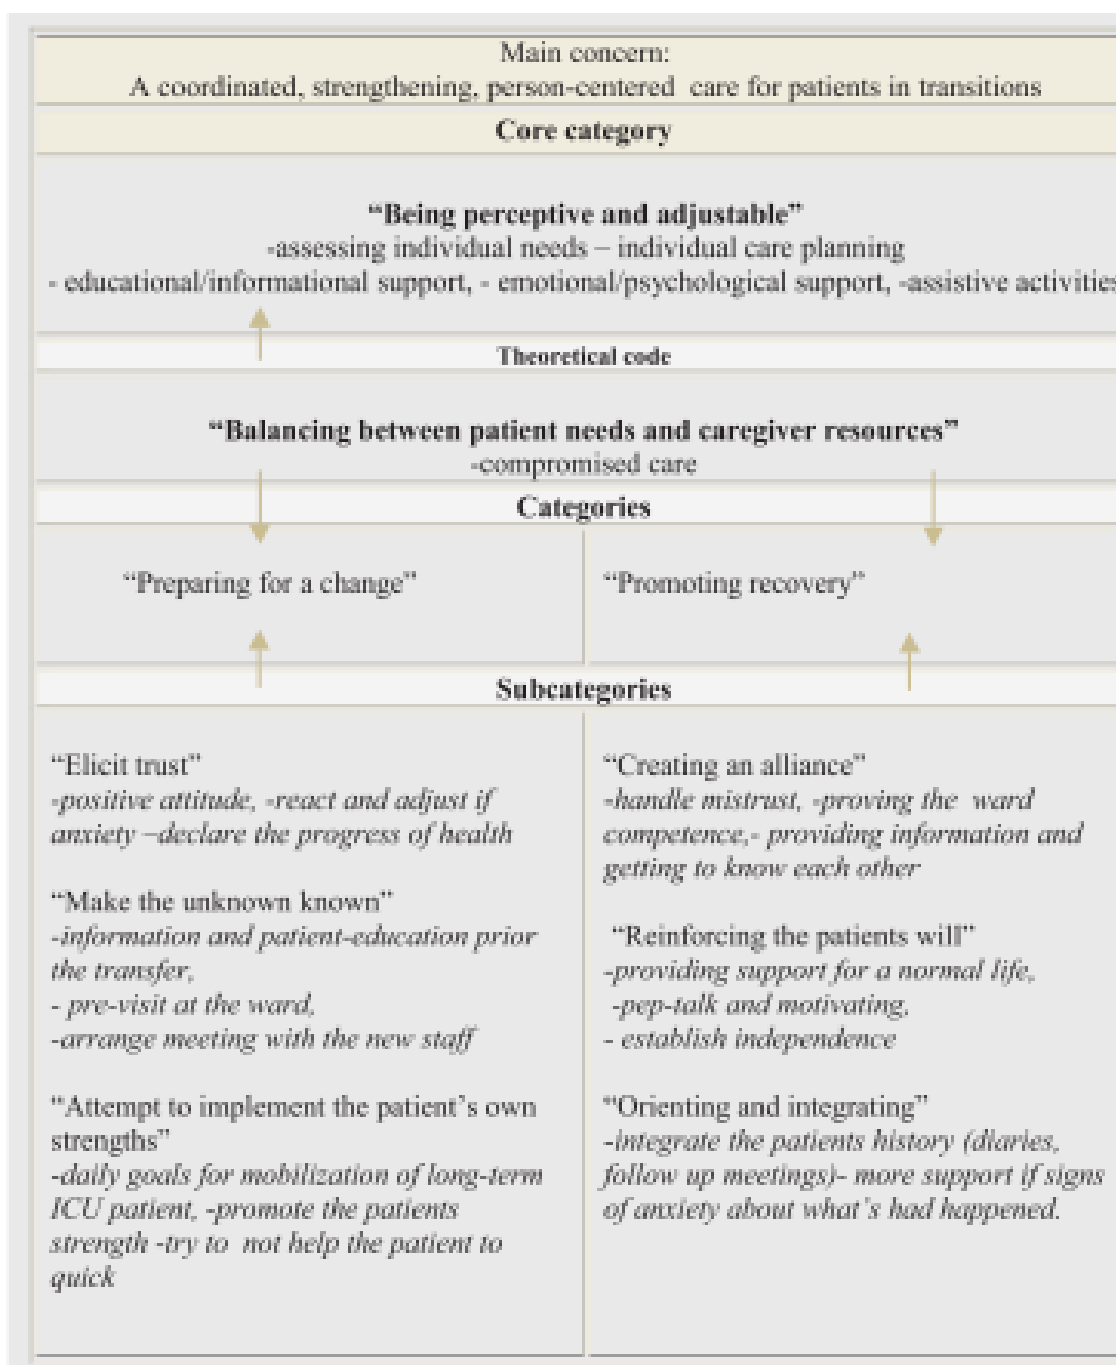 Main concern:
A coordinated, strengthening, person-centered care for patients in transitions
Core category
“Being perceptive and adjustable”
-assessing individual needs – individual care planning
- educational/informational support, - emotional/psychological support, -assistive activities
Theoretical code
“Balancing between patient needs and caregiver resources”
-compromised care
Categories
“Preparing for a change”
“Promoting recovery”
Subcategories
“Elicit trust”
-positive attitude, -react and adjust if
anxiety –declare the progress of health
“Make the unknown known”
-information and patient-education prior
the transfer,
- pre-visit at the ward,
-arrange meeting with the new staff
“Attempt to implement the patient’s own
strengths”
-daily goals for mobilization of long-term
ICU patient, -promote the patients
strength -try to not help the patient to
quick
“Creating an alliance”
-handle mistrust, -proving the ward
competence,- providing information and
getting to know each other
“Reinforcing the patients will”
-providing support for a normal life,
-pep-talk and motivating,
- establish independence
“Orienting and integrating”
-integrate the patients history (diaries,
follow up meetings)- more support if signs
of anxiety about what’s had happened.